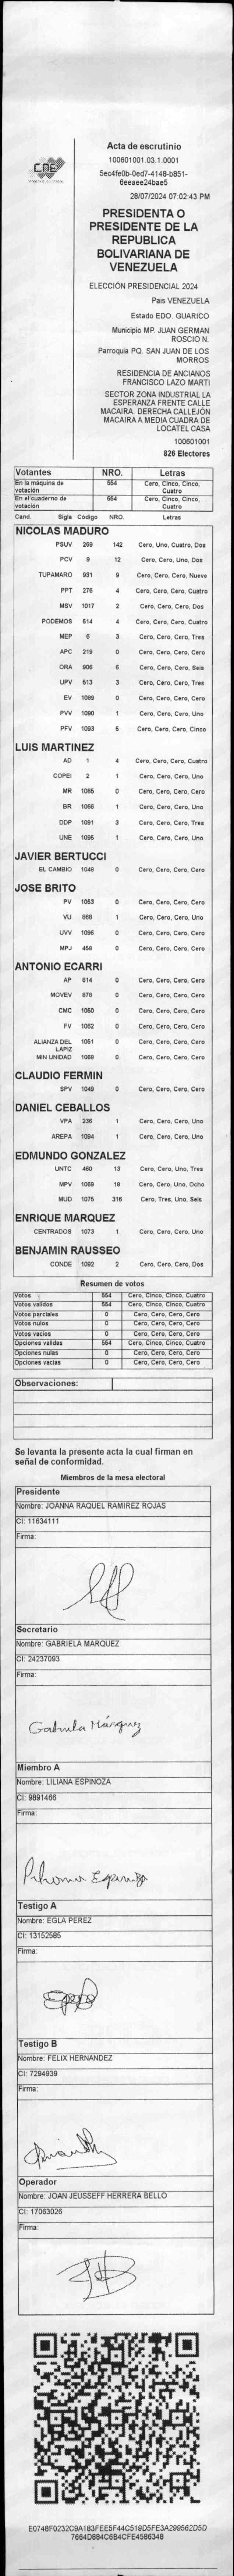 CNE
Acta de escrutinio
100601001.03.1.0001
5ec4fe0b-0ed7-4148-b851-
6eeaee24bae5
28/07/2024 07:02:43 PM
PRESIDENTA O
PRESIDENTE DE LA
REPUBLICA
BOLIVARIANA DE
VENEZUELA
ELECCIÓN PRESIDENCIAL 2024
Pais VENEZUELA
Estado EDO. GUARICO
Municipio MP. JUAN GERMAN
ROSCIO N.
Parroquia PQ. SAN JUAN DE LOS
MORROS
RESIDENCIA DE ANCIANOS
FRANCISCO LAZO MARTI
SECTOR ZONA INDUSTRIAL LA
ESPERANZA FRENTE CALLE
MACAIRA. DERECHA CALLEJÓN
MACAIRA A MEDIA CUADRA DE
LOCATEL CASA
100601001
826 Electores
Votantes NRO. Letras
En la máquina de votación 554 Cero, Cinco, Cinco, Cuatro
En el cuaderno de votación 554 Cero, Cinco, Cinco, Cuatro
Cand. Sigla Código NRO. Letras
NICOLAS MADURO
PSUV 269 142 Cero, Uno, Cuatro, Dos
PCV 9 12 Cero, Cero, Uno, Dos
TUPAMARO 931 9 Cero, Cero, Cero, Nueve
PPT 276 4 Cero, Cero, Cero, Cuatro
MSV 1017 2 Cero, Cero, Cero, Dos
PODEMOS 514 4 Cero, Cero, Cero, Cuatro
MEP 6 3 Cero, Cero, Cero, Tres
APC 219 0 Cero, Cero, Cero, Cero
ORA 906 6 Cero, Cero, Cero, Seis
UPV 513 3 Cero, Cero, Cero, Tres
EV 1089 0 Cero, Cero, Cero, Cero
PVV 1090 1 Cero, Cero, Cero, Uno
PFV 1093 5 Cero, Cero, Cero, Cinco
LUIS MARTINEZ
AD 1 4 Cero, Cero, Cero, Cuatro
COPEI 2 1 Cero, Cero, Cero, Uno
MR 1065 0 Cero, Cero, Cero, Cero
BR 1066 1 Cero, Cero, Cero, Uno
DDP 1091 3 Cero, Cero, Cero, Tres
UNE 1095 1 Cero, Cero, Cero, Uno
JAVIER BERTUCCI
EL CAMBIO 1048 0 Cero, Cero, Cero, Cero
JOSE BRITO
PV 1053 0 Cero, Cero, Cero, Cero
VU 868 1 Cero, Cero, Cero, Uno
UVV 1096 0 Cero, Cero, Cero, Cero
MPJ 458 0 Cero, Cero, Cero, Cero
ANTONIO ECARRI
AP 814 0 Cero, Cero, Cero, Cero
MOVEV 879 0 Cero, Cero, Cero, Cero
CMC 1050 0 Cero, Cero, Cero, Cero
FV 1052 0 Cero, Cero, Cero, Cero
ALIANZA DEL LAPIZ 1051 0 Cero, Cero, Cero, Cero
MIN UNIDAD 1068 0 Cero, Cero, Cero, Cero
CLAUDIO FERMIN
SPV 1049 0 Cero, Cero, Cero, Cero
DANIEL CEBALLOS
VPA 236 1 Cero, Cero, Cero, Uno
AREPA 1094 1 Cero, Cero, Cero, Uno
EDMUNDO GONZALEZ
UNTC 460 13 Cero, Cero, Uno, Tres
MPV 1069 18 Cero, Cero, Uno, Ocho
MUD 1075 316 Cero, Tres, Uno, Seis
ENRIQUE MARQUEZ
CENTRADOS 1073 1 Cero, Cero, Cero, Uno
BENJAMIN RAUSSEO
CONDE 1092 2 Cero, Cero, Cero, Dos
Resumen de votos
Votos 554 Cero, Cinco, Cinco, Cuatro
Votos válidos 554 Cero, Cinco, Cinco, Cuatro
Votos parciales 0 Cero, Cero, Cero, Cero
Votos nulos 0 Cero, Cero, Cero, Cero
Votos vacios 0 Cero, Cero, Cero, Cero
Opciones validas 554 Cero, Cinco, Cinco, Cuatro
Opciones nulas 0 Cero, Cero, Cero, Cero
Opciones vacias 0 Cero, Cero, Cero, Cero
Observaciones:
Se levanta la presente acta la cual firman en
señal de conformidad.
Miembros de la mesa electoral
Presidente
Nombre: JOANNA RAQUEL RAMIREZ ROJAS
CI: 11634111
Firma:
Secretario
Nombre: GABRIELA MARQUEZ
CI: 24237093
Firma:
Gabriela Márquez
Miembro A
Nombre: LILIANA ESPINOZA
CI: 9891466
Firma:
Espinoza
Testigo A
Nombre: EGLA PEREZ
CI: 13152585
Firma:
Testigo B
Nombre: FELIX HERNANDEZ
CI: 7294939
Firma:
Operador
Nombre: JOAN JEUSSEFF HERRERA BELLO
CI: 17063026
Firma:
E0748F0232C9A183FEE5F44C519D5FE3A299562D5D
7664D884C6B4CFE4586348